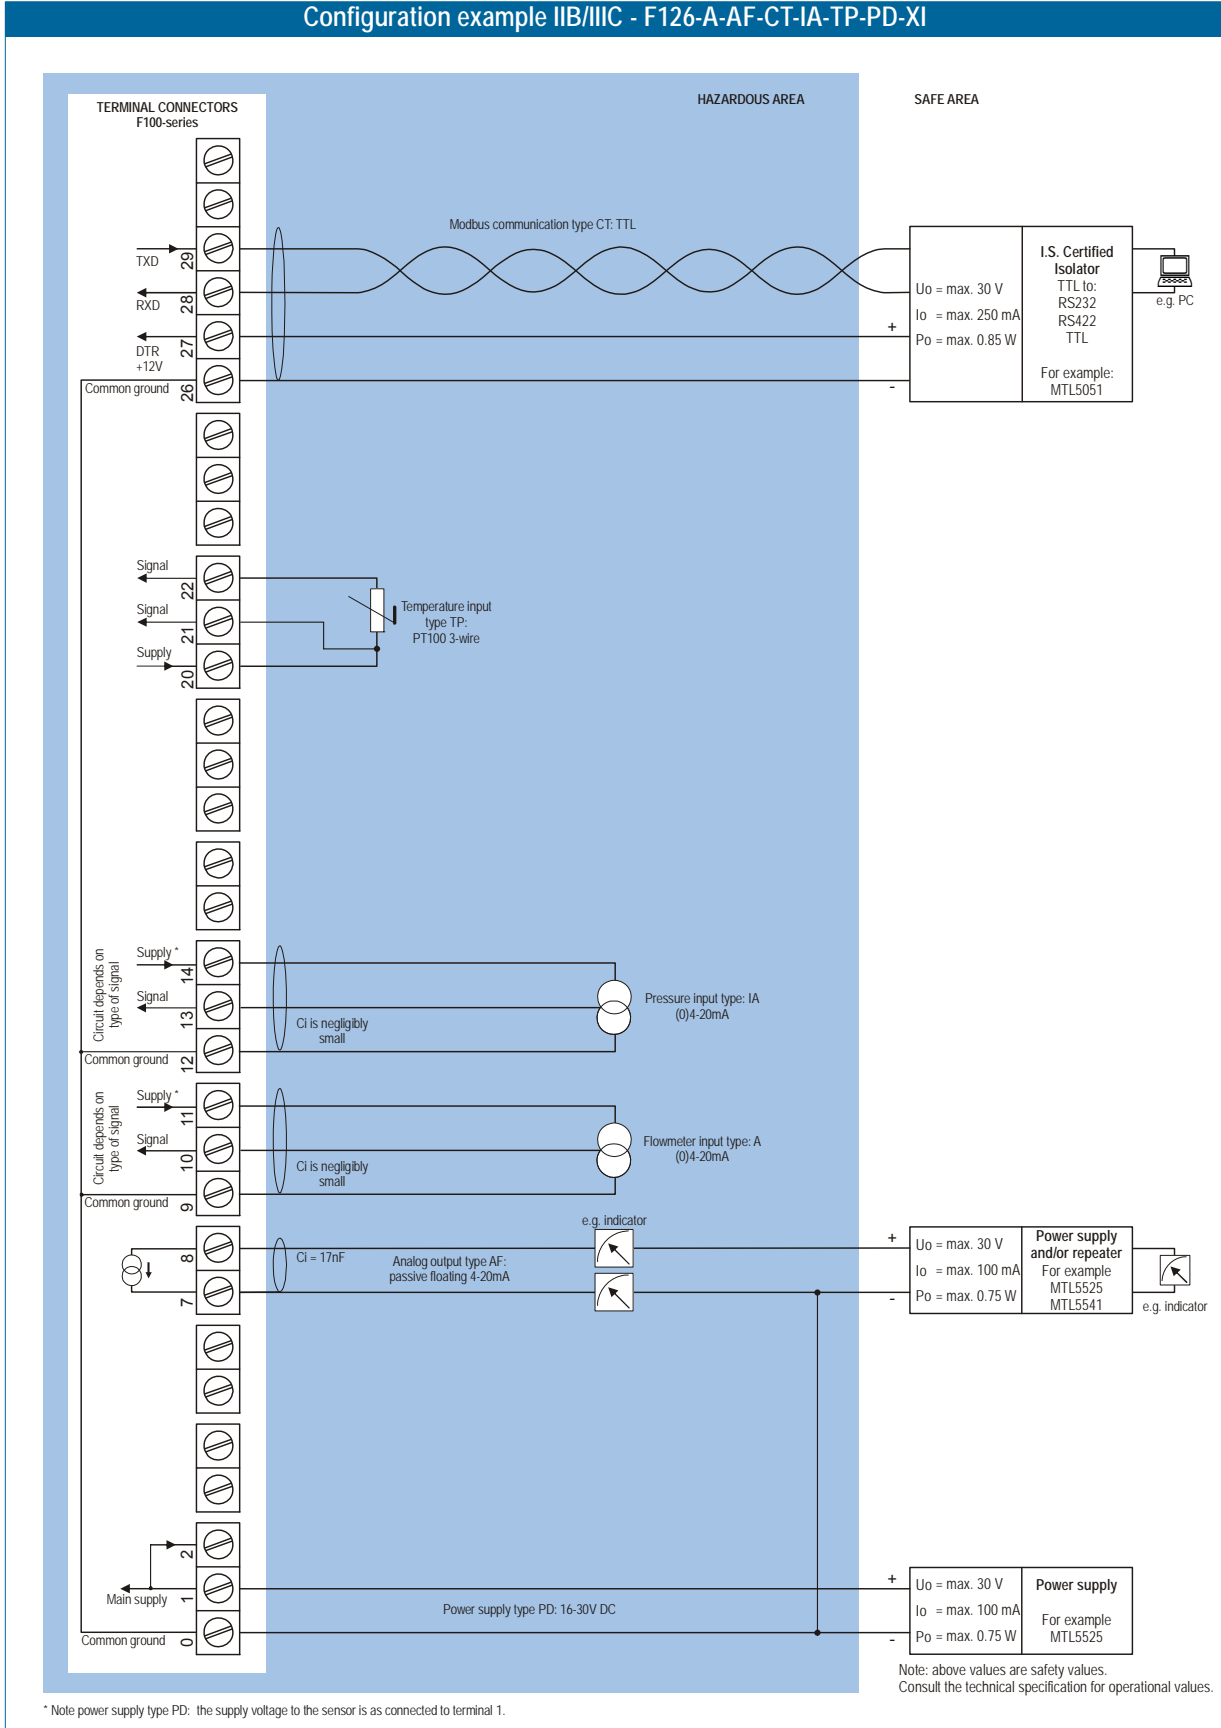 Configuration example IIB/IIIC - F126-A-AF-CT-IA-TP-PD-XI
HAZARDOUS AREA
SAFE AREA
TERMINAL CONNECTORS
F100-series
Modbus communication type CT: TTL
TXD
29
RXD
28
DTR
+12V
27
Common ground
26
+
-
Uo = max. 30 V
Io = max. 250 mA
Po = max. 0.85 W
I.S. Certified
Isolator
TTL to:
RS232
RS422
TTL
For example:
MTL5051
e.g. PC
Signal
22
Signal
21
Supply
20
Temperature input
type TP:
PT100 3-wire
Circuit depends on
type of signal
Supply *
14
Signal
13
Common ground
12
Ci is negligibly
small
Pressure input type: IA
(0)4-20mA
Circuit depends on
type of signal
Supply *
11
Signal
10
Common ground
9
Ci is negligibly
small
Flowmeter input type: A
(0)4-20mA
e.g. indicator
8
7
Ci = 17nF
Analog output type AF:
passive floating 4-20mA
+
-
Uo = max. 30 V
Io = max. 100 mA
Po = max. 0.75 W
Power supply
and/or repeater
For example
MTL5525
MTL5541
e.g. indicator
2
Main supply
1
Common ground
0
Power supply type PD: 16-30V DC
+
-
Uo = max. 30 V
Io = max. 100 mA
Po = max. 0.75 W
Power supply
For example
MTL5525
Note: above values are safety values.
Consult the technical specification for operational values.
* Note power supply type PD: the supply voltage to the sensor is as connected to terminal 1.